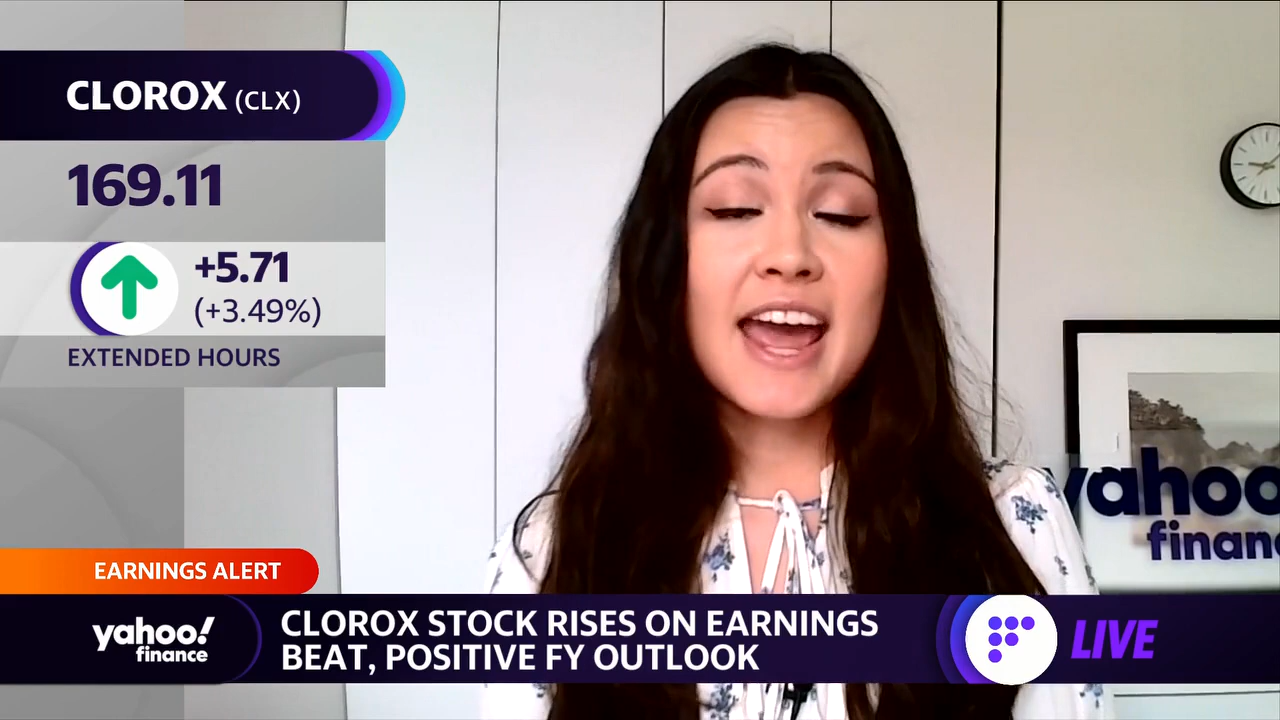 CLOROX (CLX)
169.11
+5.71
(+3.49%)
EXTENDED HOURS
yahoo
finance
EARNINGS ALERT
yahoo!
finance
CLOROX STOCK RISES ON EARNINGS
BEAT, POSITIVE FY OUTLOOK
LIVE